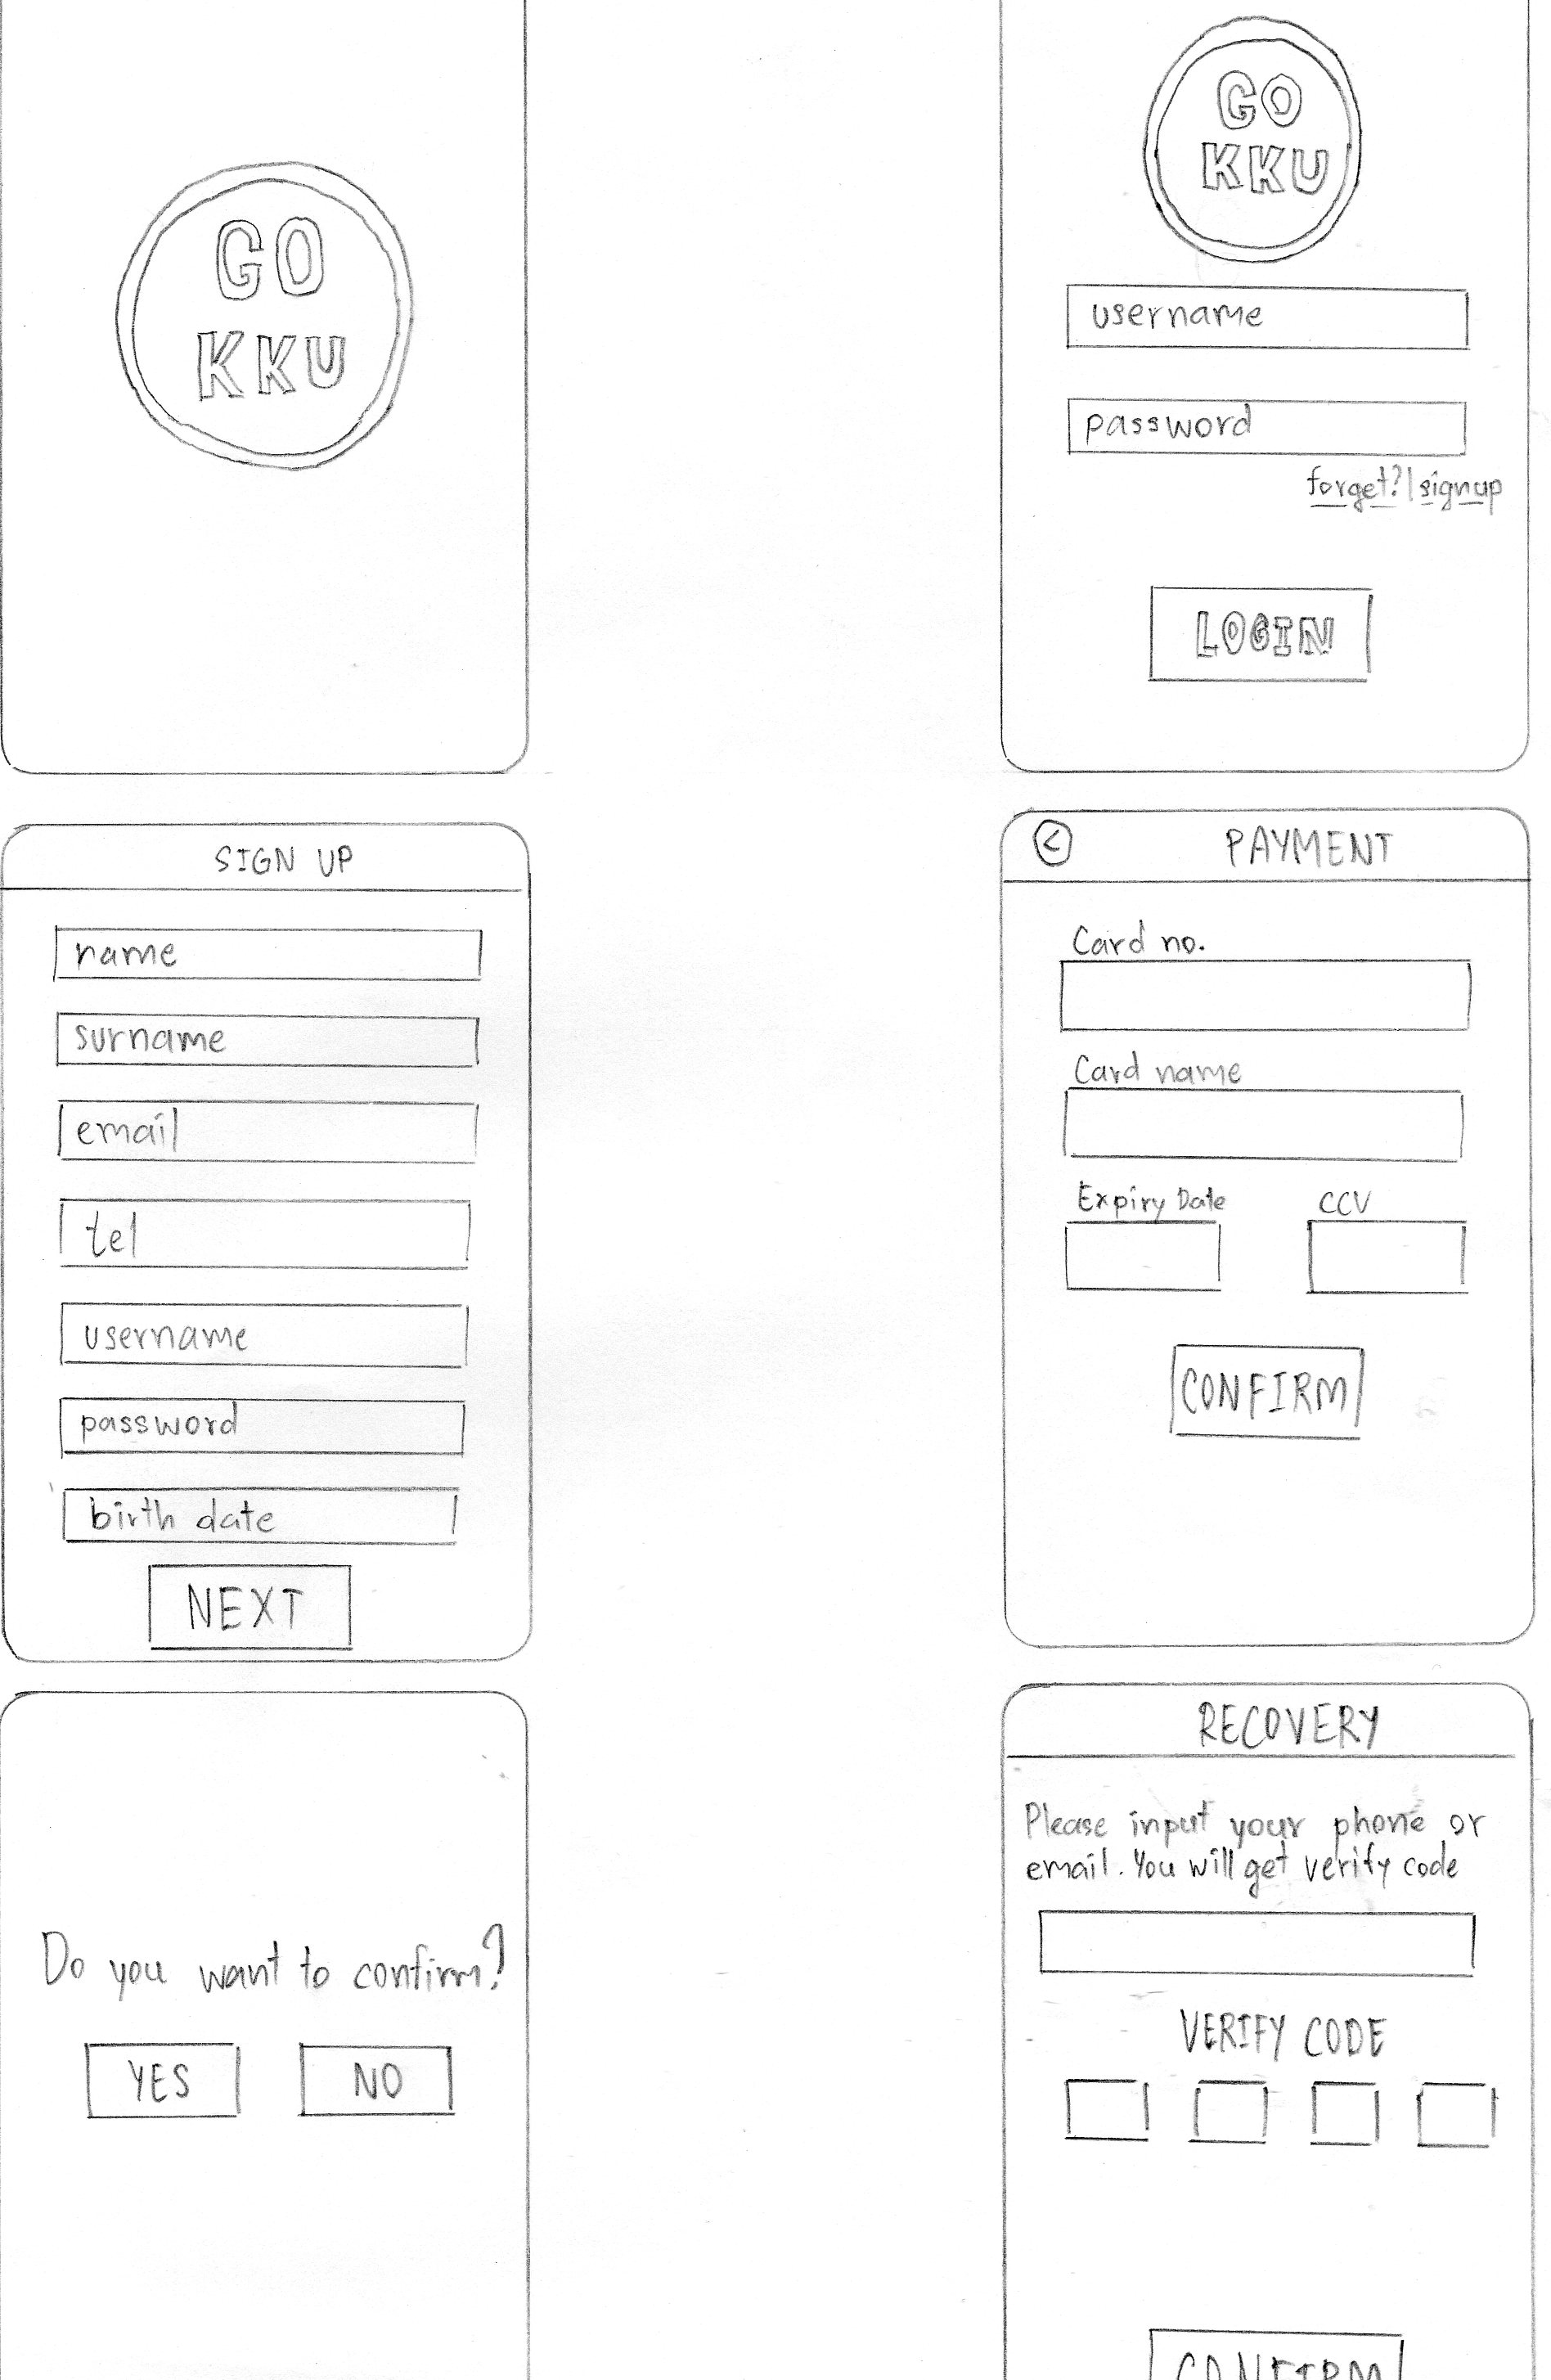 GO
KKU
GO
KKU
username
password
forget? | signup
LOGIN
SIGN UP
name
surname
email
tel
username
password
birth date
NEXT
<
PAYMENT
Card no.
Card name
Expiry Date
CCV
CONFIRM
Do you want to confirm?
YES
NO
RECOVERY
Please input your phone or
email. You will get verify code
VERIFY CODE
CONFIRM